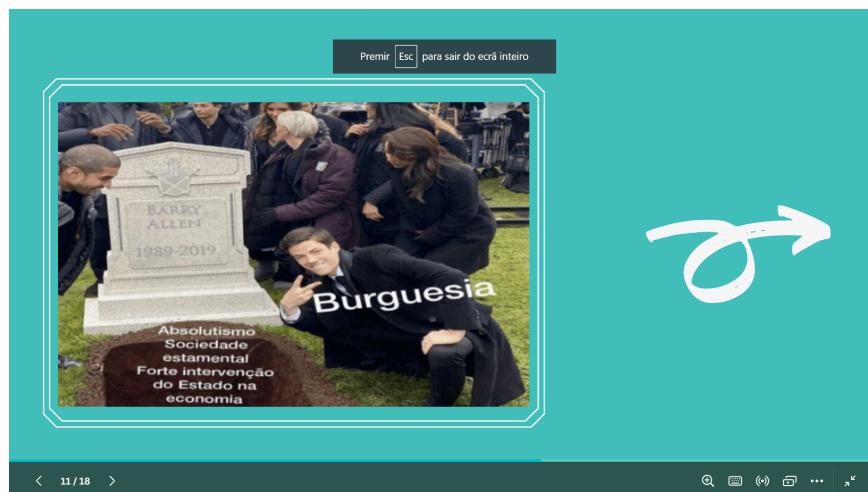 Premir Esc para sair do ecrã inteiro
BARRY
ALLEN
1989-2019
Burguesia
Absolutismo
Sociedade
estamental
Forte intervenção
do Estado na
economia
11 / 18